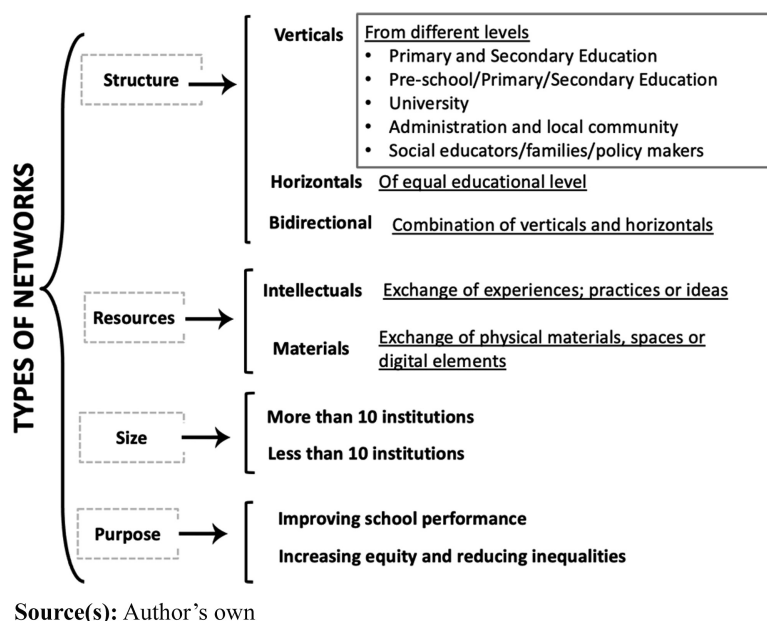 TYPES OF NETWORKS
Structure
Verticals
From different levels
• Primary and Secondary Education
• Pre-school/Primary/Secondary Education
• University
• Administration and local community
• Social educators/families/policy makers
Horizontals Of equal educational level
Bidirectional Combination of verticals and horizontals
Resources
Intellectuals Exchange of experiences; practices or ideas
Materials Exchange of physical materials, spaces or
digital elements
Size
More than 10 institutions
Less than 10 institutions
Purpose
Improving school performance
Increasing equity and reducing inequalities
Source(s): Author's own